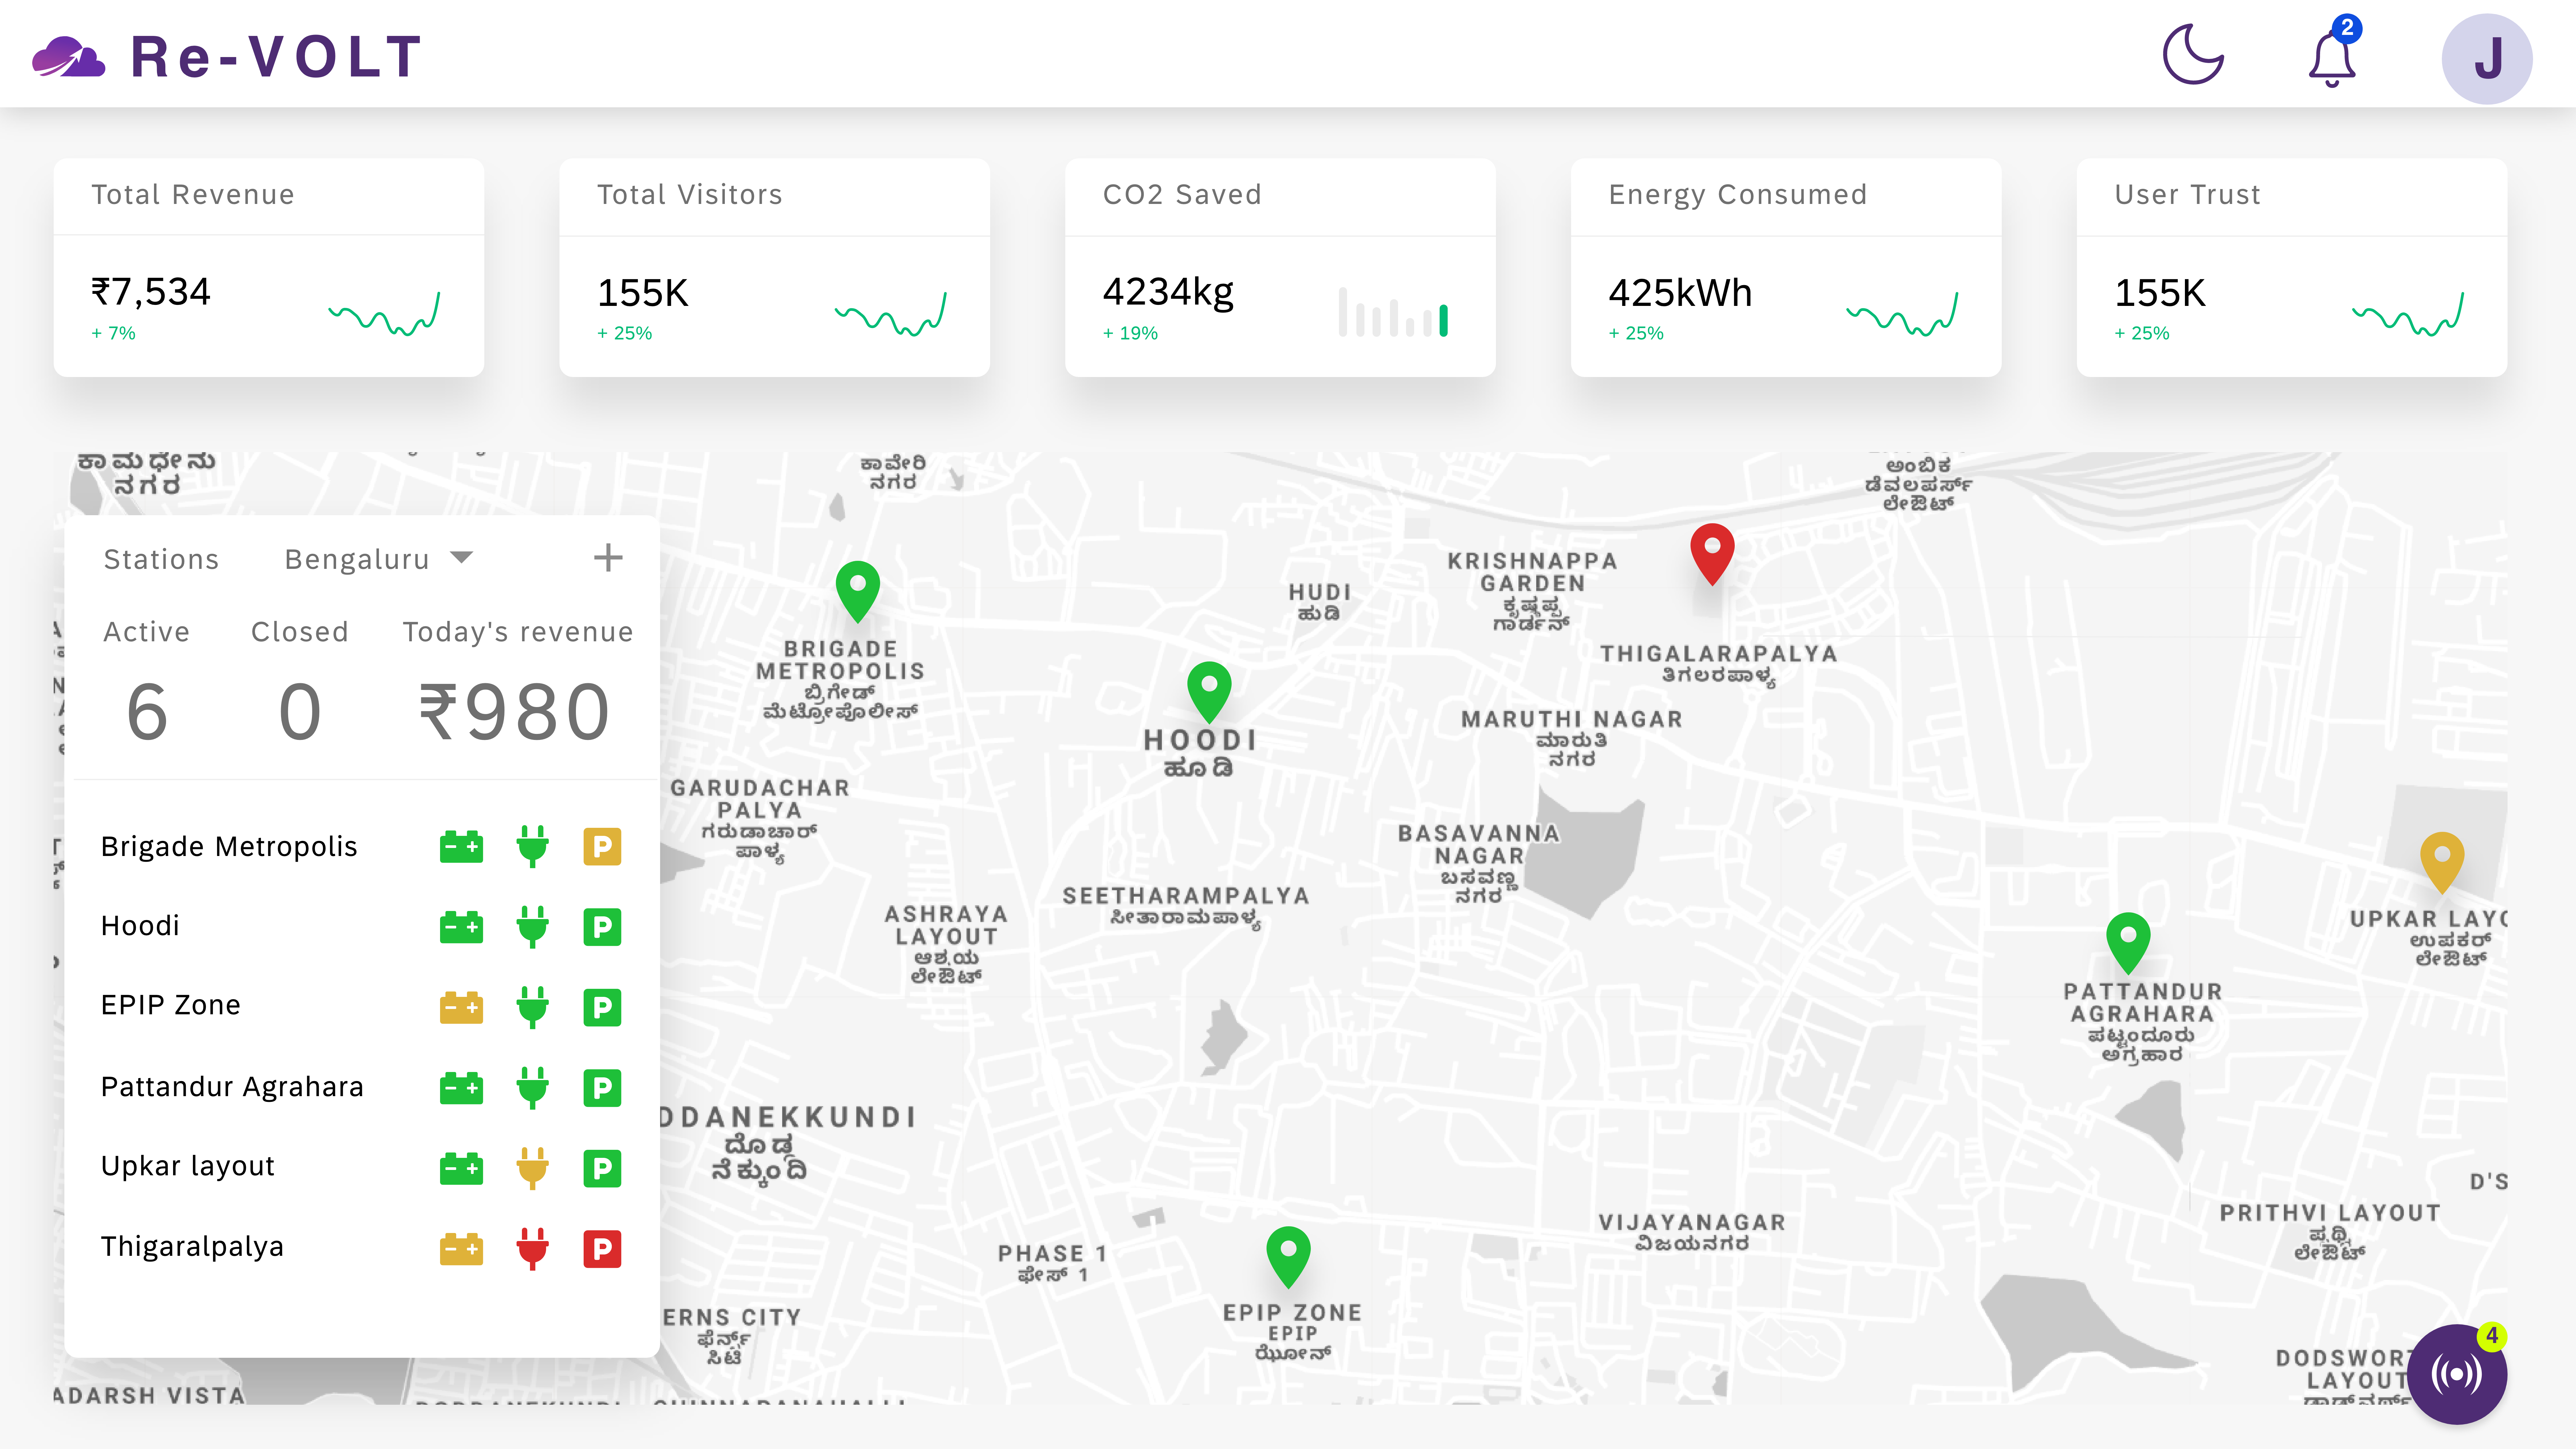 Re-VOLT
2
J
Total Revenue
₹7,534
+ 7%
Total Visitors
155K
+ 25%
CO2 Saved
4234kg
+ 19%
Energy Consumed
425kWh
+ 25%
User Trust
155K
+ 25%
ಕಾಮಧೇನು
ನಗರ
ಕಾವೇರಿ
ನಗರ
ಅಂಬಿಕ
ಡೆವಲಪರ್ಸ್
ಲೇಔಟ್
Stations Bengaluru
Active Closed Today's revenue
6 0 ₹980
Brigade Metropolis P
Hoodi P
EPIP Zone P
Pattandur Agrahara P
Upkar layout P
Thigaralpalya P
BRIGADE
METROPOLIS
ಬ್ರಿಗೇಡ್
ಮೆಟ್ರೋಪೊಲೀಸ್
HUDI
ಹುಡಿ
KRISHNAPPA
GARDEN
ಕೃಷ್ಣಪ್ಪ
ಗಾರ್ಡನ್
THIGALARAPALYA
ತಿಗಲರಪಾಳ್ಯ
HOODI
ಹೂಡಿ
MARUTHI NAGAR
ಮಾರುತಿ
ನಗರ
GARUDACHAR
PALYA
ಗರುಡಾಚಾರ್
ಪಾಳ್ಯ
BASAVANNA
NAGAR
ಬಸವಣ್ಣ
ನಗರ
SEETHARAMPALYA
ಸೀತಾರಾಮಪಾಳ್ಯ
ASHRAYA
LAYOUT
ಆಶ್ರಯ
ಲೇಔಟ್
UPKAR LAYO
ಉಪಕರ್
ಲೇಔಟ್
PATTANDUR
AGRAHARA
ಪಟ್ಟಂದೂರು
ಅಗ್ರಹಾರ
DDANEKKUNDI
ದೊಡ್ಡ
ನೆಕ್ಕುಂದಿ
D'S
PRITHVI LAYOUT
ಪೃಥ್ವಿ
ಲೇಔಟ್
VIJAYANAGAR
ವಿಜಯನಗರ
PHASE 1
ಫೇಸ್ 1
EPIP ZONE
EPIP
ಝೋನ್
ERNS CITY
ಫೆರ್ನ್ಸ್
ಸಿಟಿ
DODSWORT
LAYOUT
4
ADARSH VISTA